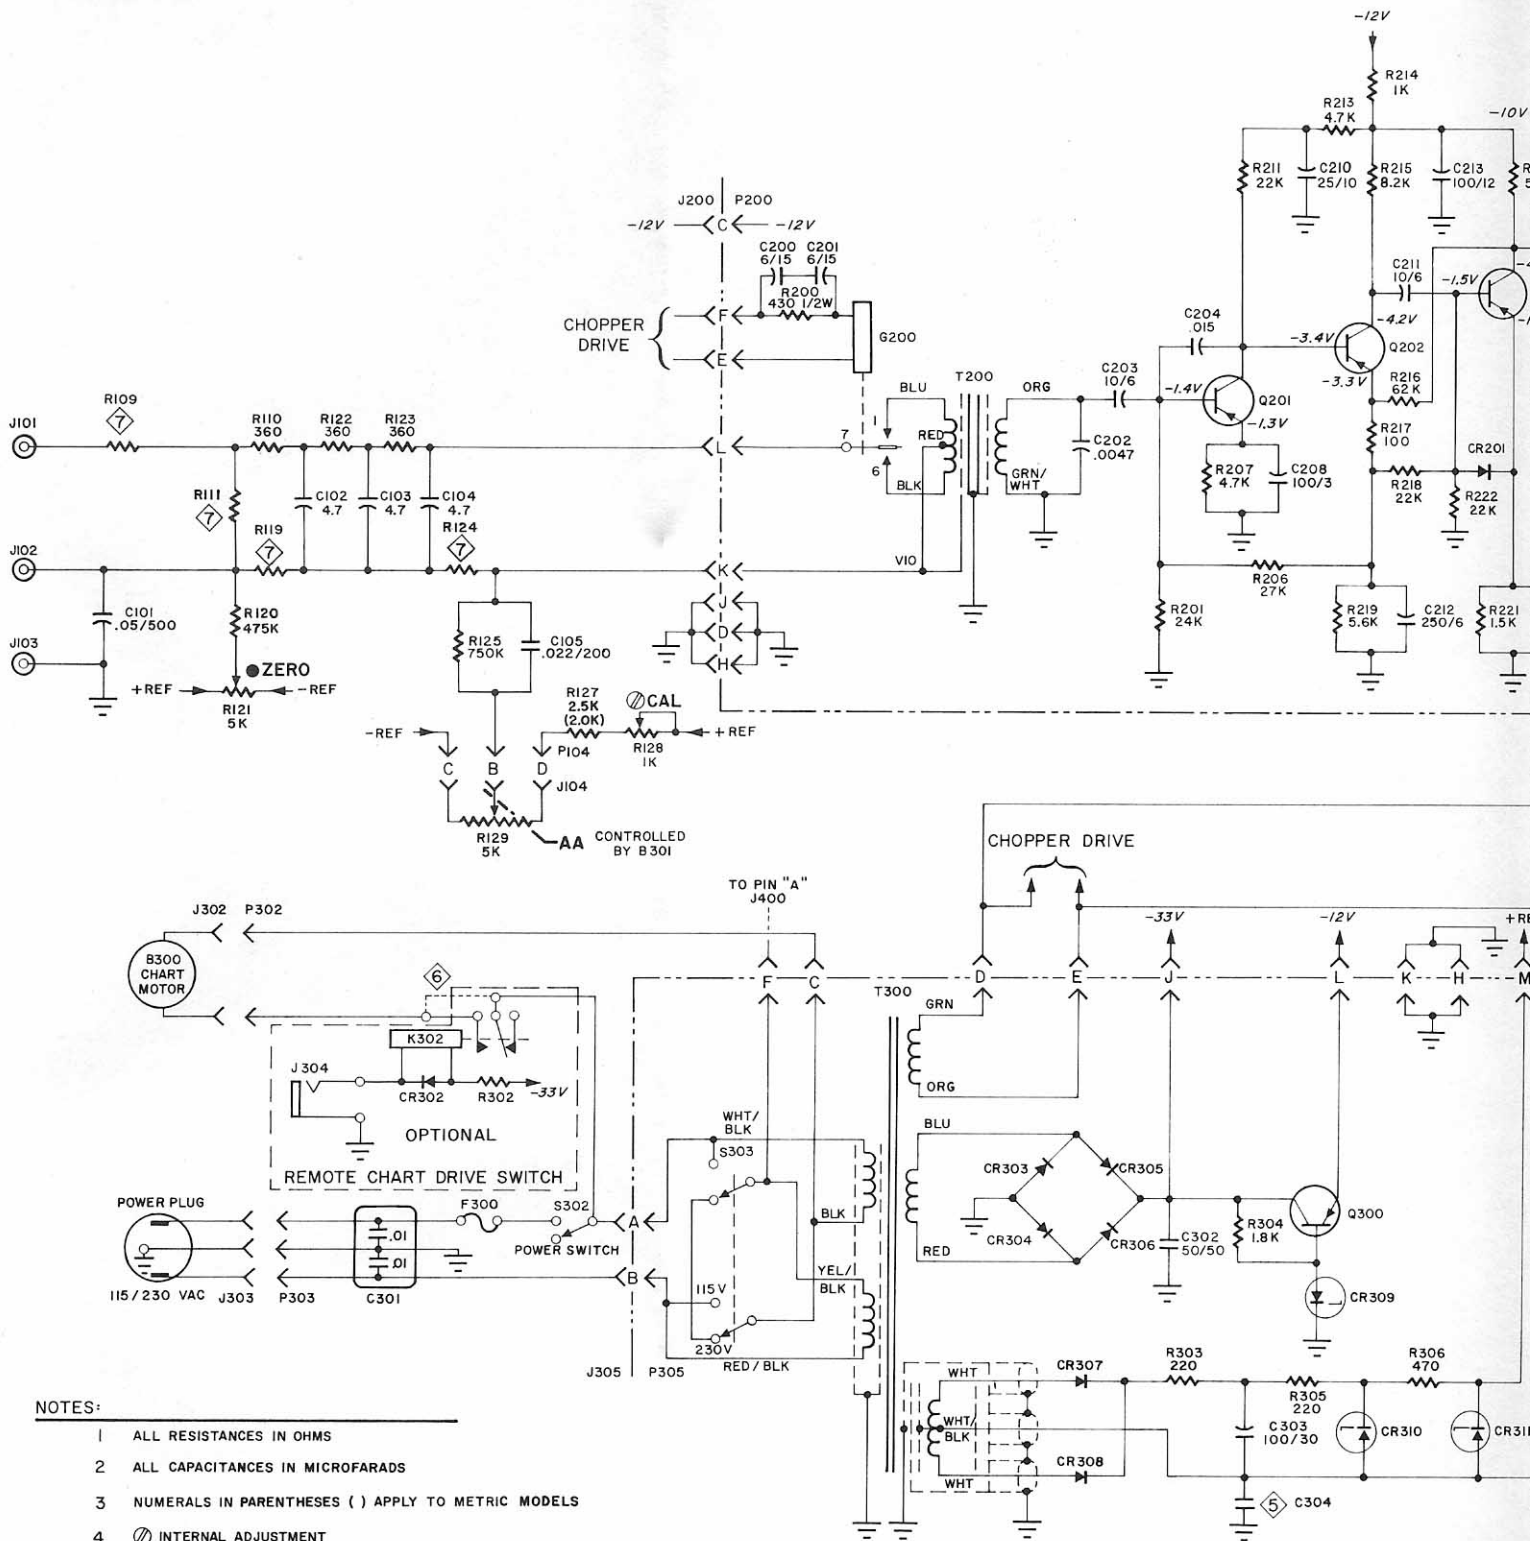 -12V
R214
1K
R213
4.7K
-10V
R211
22K
C210
25/10
R215
8.2K
C213
100/12
R
5
J200 P200
-12V C -12V
C200
6/15
C201
6/15
R200
430 1/2W
F
CHOPPER
DRIVE
E
G200
C211
10/6
-1.5V
-4
-1
C204
.015
-4.2V
-3.4V
Q202
-3.3V
R216
62K
BLU
T200
ORG
C203
10/6
-1.4V
Q201
-1.3V
R109
7
J101
R110
360
R122
360
R123
360
L
7
1
6
RED
BLK
GRN/
WHT
C202
.0047
R217
100
CR201
R207
4.7K
C208
100/3
R218
22K
R222
22K
R111
7
C102
4.7
C103
4.7
C104
4.7
R119
7
R124
7
J102
K
VIO
R206
27K
C101
.05/500
R120
475K
R125
750K
C105
.022/200
J
D
H
R201
24K
R219
5.6K
C212
250/6
R221
1.5K
J103
ZERO
+REF -REF
R121
5K
R127
2.5K
(2.0K)
CAL
-REF
+REF
P104
R128
1K
C B D
J104
R129
5K
AA CONTROLLED
BY B301
CHOPPER DRIVE
TO PIN "A"
J400
J302 P302
-33V
-12V
+RE
B300
CHART
MOTOR
6
F C D E J L K H M
T300
GRN
K302
J304
CR302
R302
-33V
ORG
OPTIONAL
REMOTE CHART DRIVE SWITCH
WHT/
BLK
S303
BLU
CR303
CR305
POWER PLUG
F300
S302
A
BLK
Q300
.01
.01
POWER SWITCH
CR304
CR306
C302
50/50
R304
1.8K
RED
B
YEL/
BLK
115/230 VAC
J303 P303
C301
115V
CR309
230V
RED/BLK
J305 P305
CR307
R303
220
R306
470
WHT
R305
220
NOTES:
WHT/
BLK
C303
100/30
CR310
CR311
1 ALL RESISTANCES IN OHMS
CR308
WHT
2 ALL CAPACITANCES IN MICROFARADS
5 C304
3 NUMERALS IN PARENTHESES ( ) APPLY TO METRIC MODELS
4 INTERNAL ADJUSTMENT